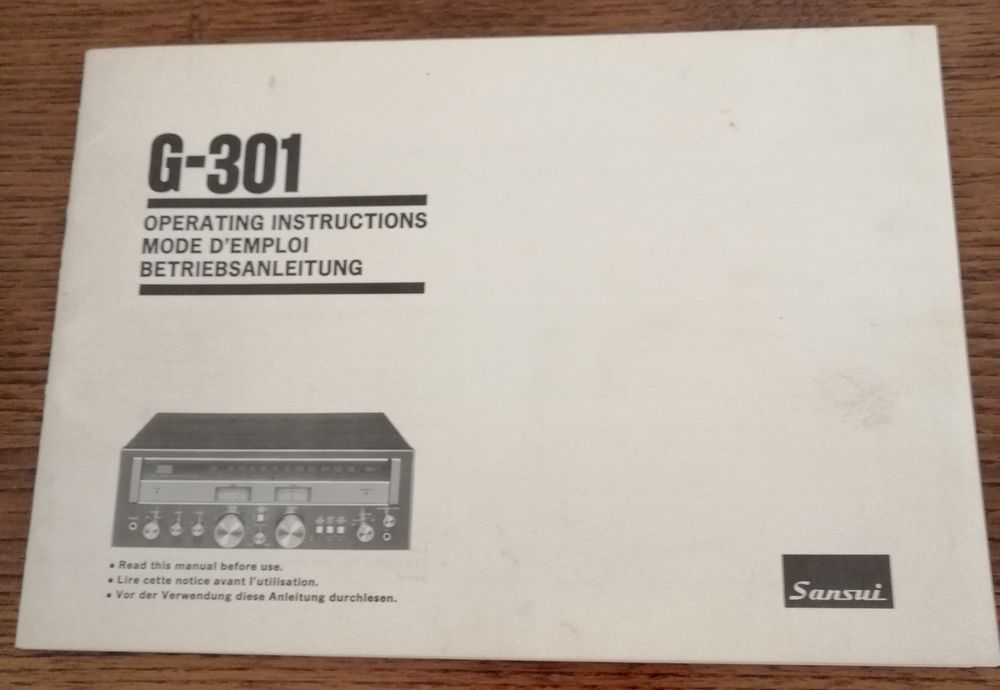 G-301
OPERATING INSTRUCTIONS
MODE D'EMPLOI
BETRIEBSANLEITUNG
• Read this manual before use.
• Lire cette notice avant l'utilisation.
• Vor der Verwendung diese Anleitung durchlesen.
Sansui